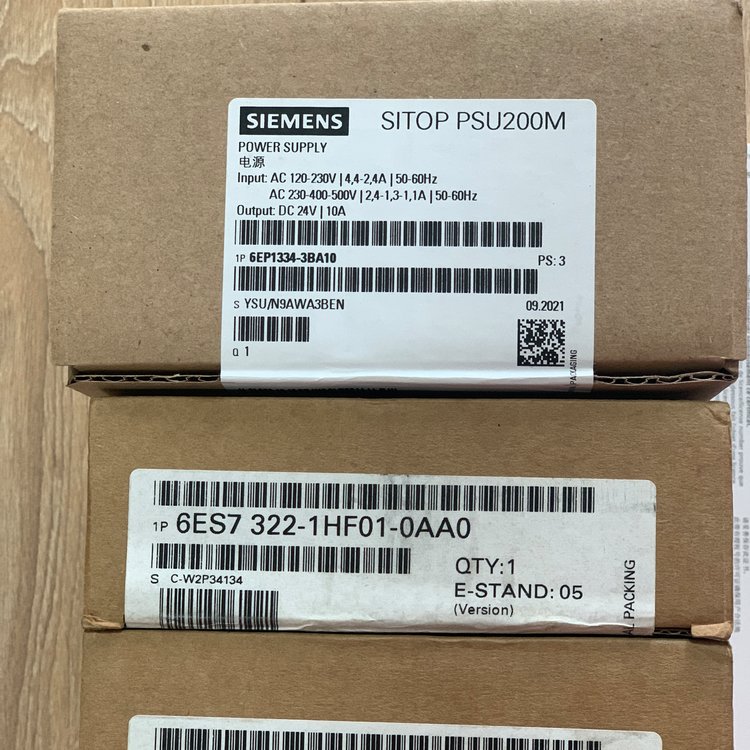 SIEMENS SITOP PSU200M
POWER SUPPLY
电源
Input: AC 120-230V | 4,4-2,4A | 50-60Hz
AC 230-400-500V | 2,4-1,3-1,1A | 50-60Hz
Output: DC 24V | 10A
1P 6EP1334-3BA10 PS: 3
S YSU/N9AWA3BEN 09.2021
Q 1
PACKAGING
1P 6ES7 322-1HF01-0AA0
S C-W2P34134
QTY:1
E-STAND: 05
(Version)
PACKING